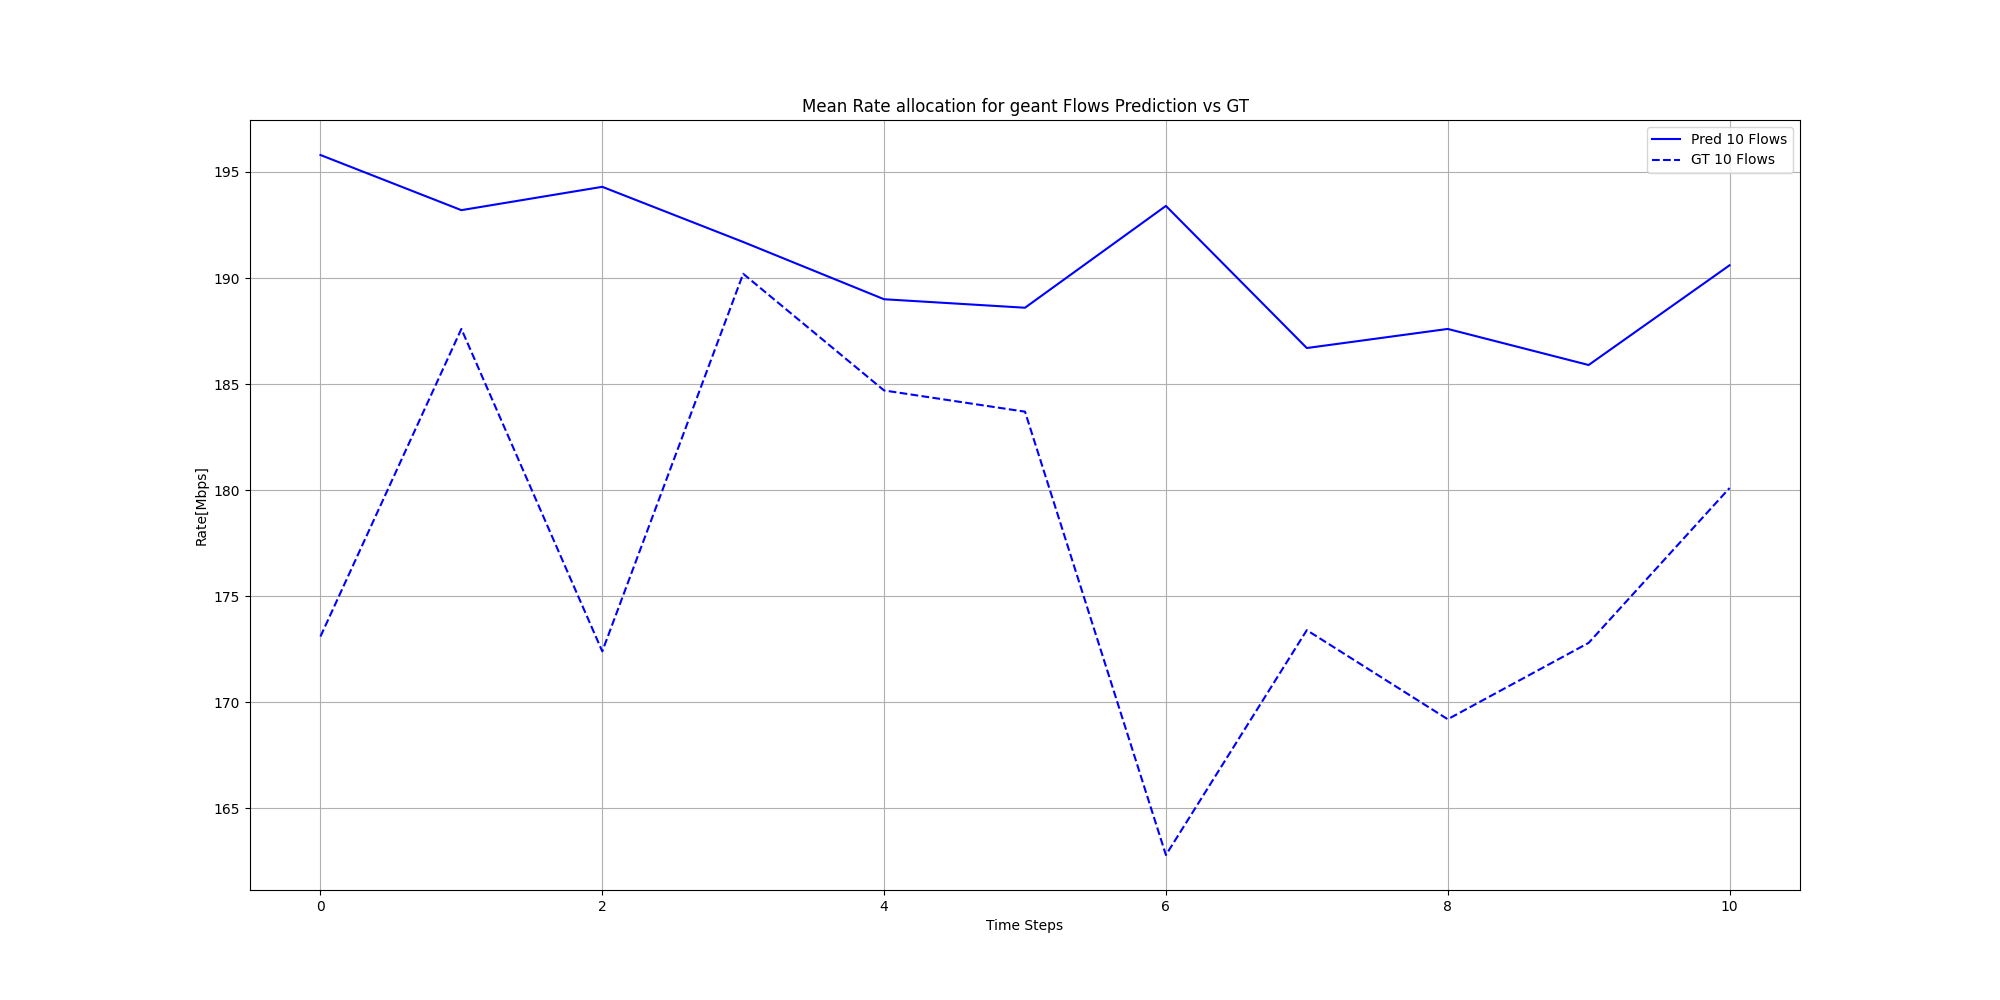 Mean Rate allocation for geant Flows Prediction vs GT
Pred 10 Flows
GT 10 Flows
195
190
185
180
175
170
165
Rate[Mbps]
0 2 4 6 8 10
Time Steps